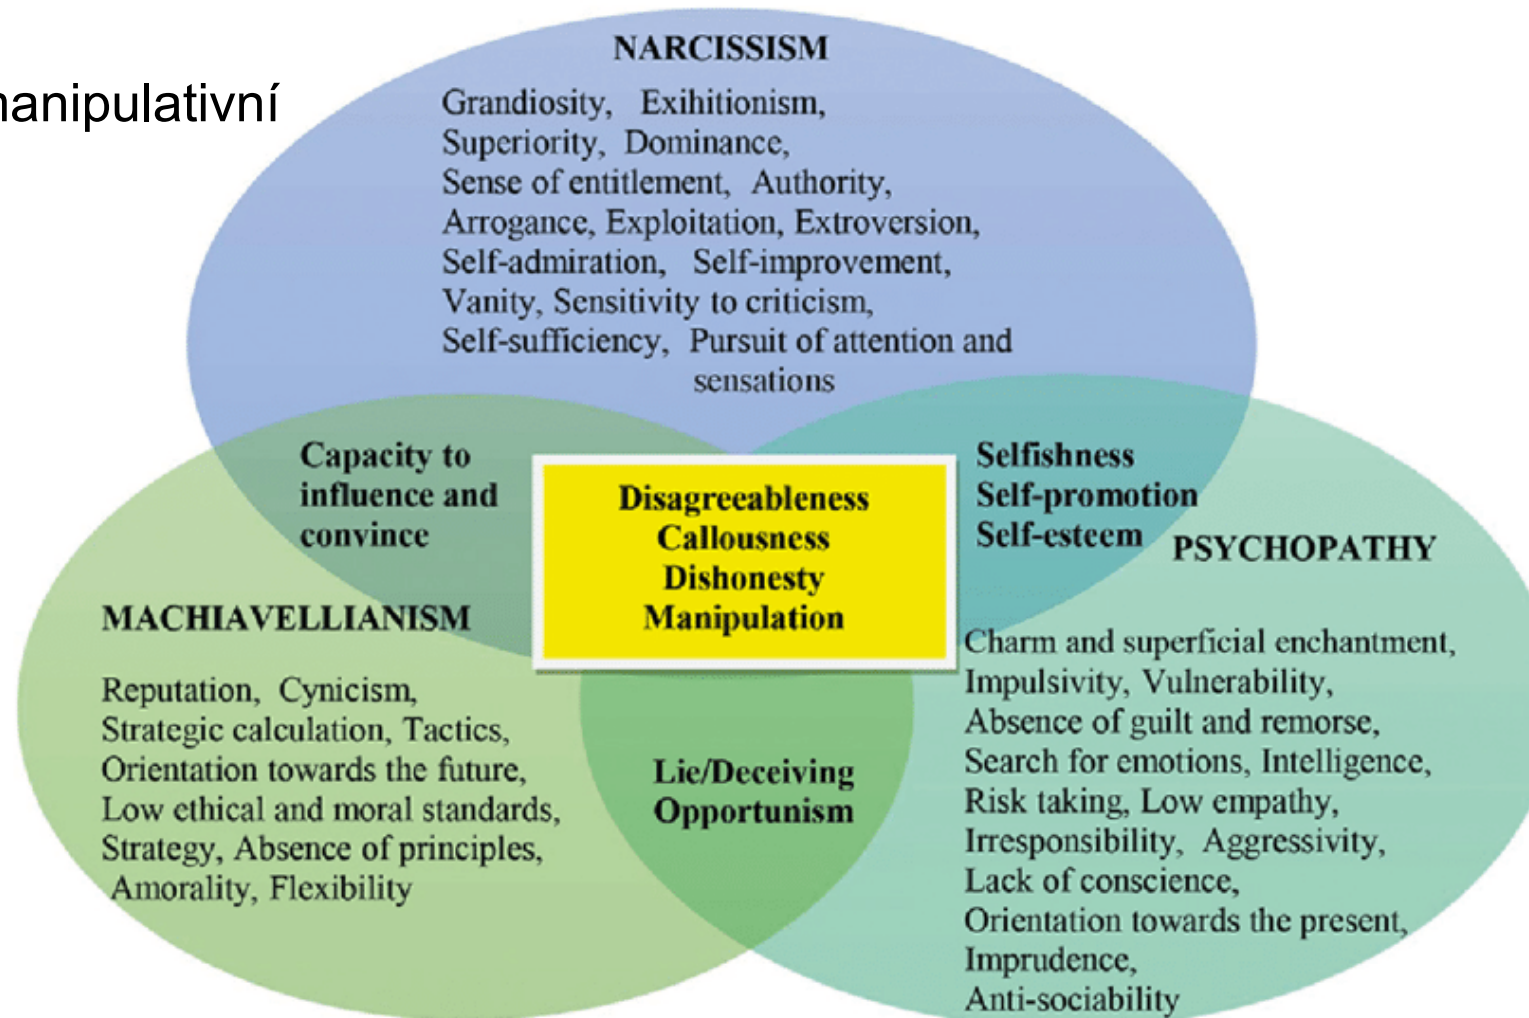 NARCISSISM
manipulativní
Grandiosity, Exihitionism,
Superiority, Dominance,
Sense of entitlement, Authority,
Arrogance, Exploitation, Extroversion,
Self-admiration, Self-improvement,
Vanity, Sensitivity to criticism,
Self-sufficiency, Pursuit of attention and
sensations
Capacity to
influence and
convince
Disagreeableness
Callousness
Dishonesty
Manipulation
Selfishness
Self-promotion
Self-esteem
PSYCHOPATHY
MACHIAVELLIANISM
Reputation, Cynicism,
Strategic calculation, Tactics,
Orientation towards the future,
Low ethical and moral standards,
Strategy, Absence of principles,
Amorality, Flexibility
Lie/Deceiving
Opportunism
Charm and superficial enchantment,
Impulsivity, Vulnerability,
Absence of guilt and remorse,
Search for emotions, Intelligence,
Risk taking, Low empathy,
Irresponsibility, Aggressivity,
Lack of conscience,
Orientation towards the present,
Imprudence,
Anti-sociability